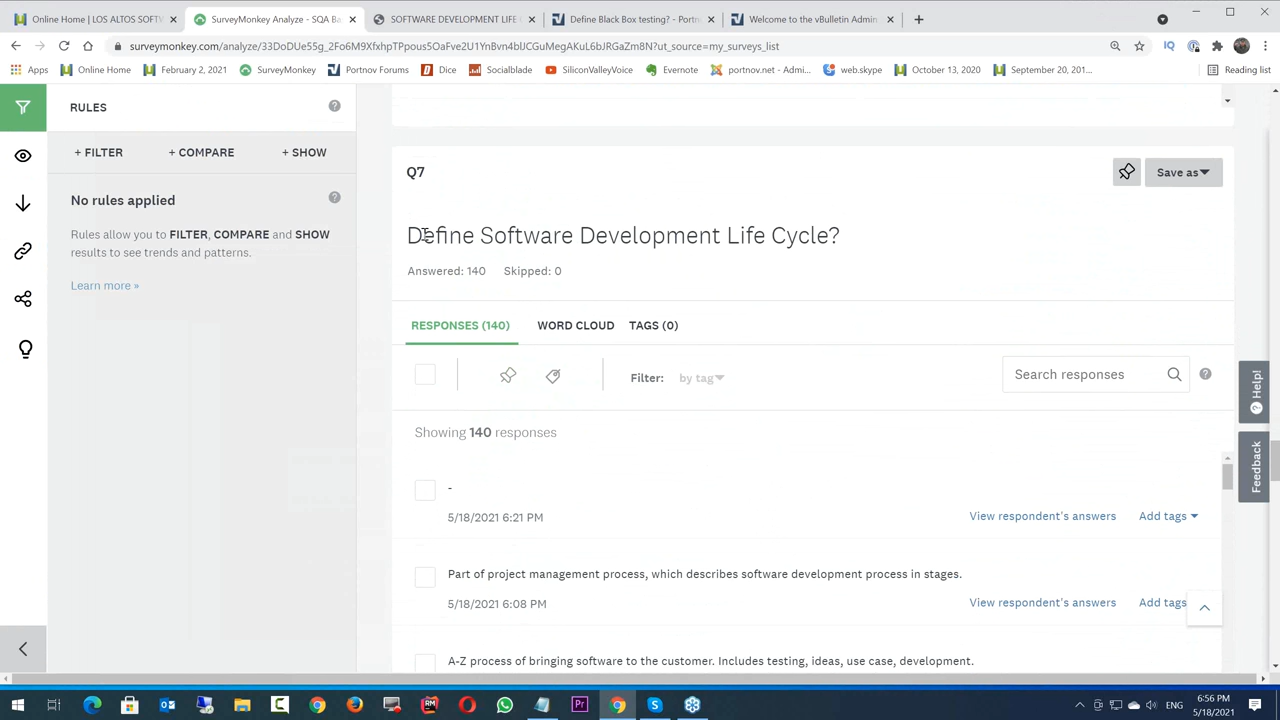 Online Home | LOS ALTOS SOFTW
SurveyMonkey Analyze - SQA Ba
SOFTWARE DEVELOPMENT LIFE
Define Black Box testing? - Portn
Welcome to the vBulletin Admin
surveymonkey.com/analyze/33DoDUe55g_2Fo6M9XfxhpTPpous5OaFve2U1YnBvn4blJCGuMegAKuL6bJRGaZm8N?ut_source=my_surveys_list
Apps
Online Home
February 2, 2021
SurveyMonkey
Portnov Forums
Dice
Socialblade
SiliconValleyVoice
Evernote
portnov.net - Admi...
web.skype
October 13, 2020
September 20, 201...
Reading list
RULES
+ FILTER
+ COMPARE
+ SHOW
No rules applied
Rules allow you to FILTER, COMPARE and SHOW
results to see trends and patterns.
Learn more »
Q7
Save as
Define Software Development Life Cycle?
Answered: 140 Skipped: 0
RESPONSES (140)
WORD CLOUD
TAGS (0)
Filter:
by tag
Search responses
Showing 140 responses
-
5/18/2021 6:21 PM
View respondent's answers
Add tags
Part of project management process, which describes software development process in stages.
5/18/2021 6:08 PM
View respondent's answers
Add tags
A-Z process of bringing software to the customer. Includes testing, ideas, use case, development.
Help!
Feedback
6:56 PM
5/18/2021